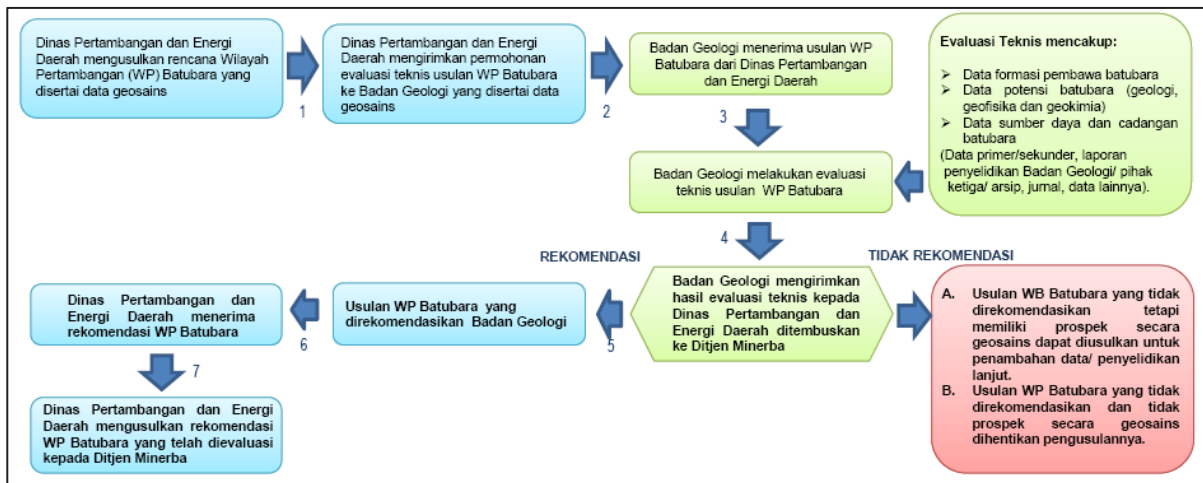 Dinas Pertambangan dan Energi
Daerah mengusulkan rencana Wilayah
Pertambangan (WP) Batubara yang
disertai data geosains
1
Dinas Pertambangan dan Energi
Daerah mengirimkan permohonan
evaluasi teknis usulan WP Batubara
ke Badan Geologi yang disertai data
geosains
2
Badan Geologi menerima usulan WP
Batubara dari Dinas Pertambangan
dan Energi Daerah
3
Evaluasi Teknis mencakup:
➢ Data formasi pembawa batubara
➢ Data potensi batubara (geologi,
geofisika dan geokimia)
➢ Data sumber daya dan cadangan
batubara
(Data primer/sekunder, laporan
penyelidikan Badan Geologi/ pihak
ketiga/ arsip, jurnal, data lainnya).
Badan Geologi melakukan evaluasi
teknis usulan WP Batubara
4
REKOMENDASI
TIDAK REKOMENDASI
Badan Geologi mengirimkan
hasil evaluasi teknis kepada
Dinas Pertambangan dan
Energi Daerah ditembuskan
ke Ditjen Minerba
5
Usulan WP Batubara yang
direkomendasikan Badan Geologi
6
Dinas Pertambangan dan
Energi Daerah menerima
rekomendasi WP Batubara
7
Dinas Pertambangan dan Energi
Daerah mengusulkan rekomendasi
WP Batubara yang telah dievaluasi
kepada Ditjen Minerba
A. Usulan WB Batubara yang tidak
direkomendasikan tetapi
memiliki prospek secara
geosains dapat diusulkan untuk
penambahan data/ penyelidikan
lanjut.
B. Usulan WP Batubara yang tidak
direkomendasikan dan tidak
prospek secara geosains
dihentikan pengusulannya.